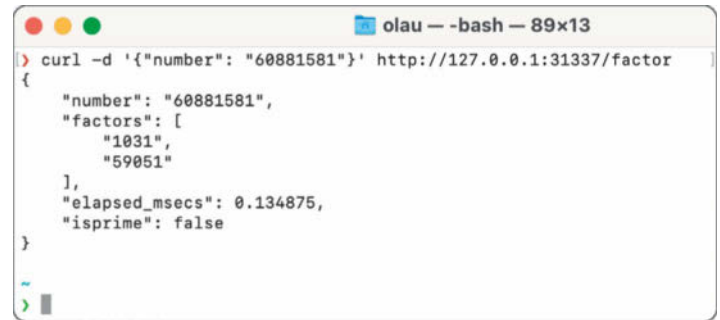 olau — -bash — 89×13
❯ curl -d '{"number": "60881581"}' http://127.0.0.1:31337/factor
{
    "number": "60881581",
    "factors": [
        "1031",
        "59051"
    ],
    "elapsed_msecs": 0.134875,
    "isprime": false
}
~
❯